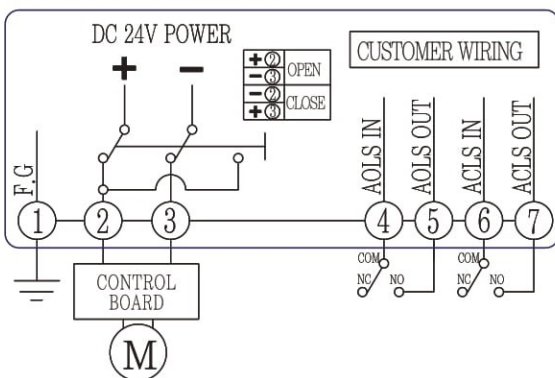 DC 24V POWER
+ −
+ ② OPEN
− ③
− ② CLOSE
+ ③
CUSTOMER WIRING
F.G
AOLS IN
AOLS OUT
ACLS IN
ACLS OUT
1 2 3 4 5 6 7
COM COM
NC NO NC NO
CONTROL
BOARD
M